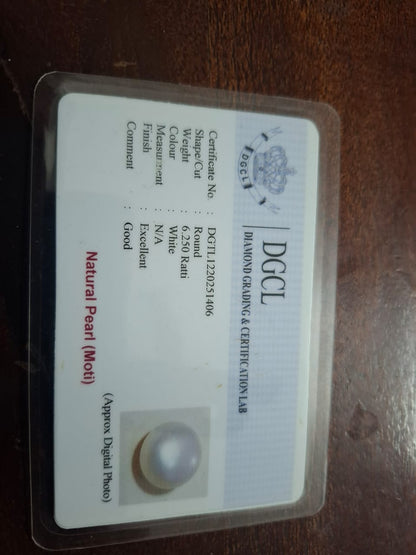 DGCL
DGCL
DIAMOND GRADING & CERTIFICATION LAB
Certificate No. : DGTL1220251406
Shape/Cut : Round
Weight : 6.250 Ratti
Colour : White
Measurment : N/A
Finish : Excellent
Comment : Good
Natural Pearl (Moti)
(Approx Digital Photo)